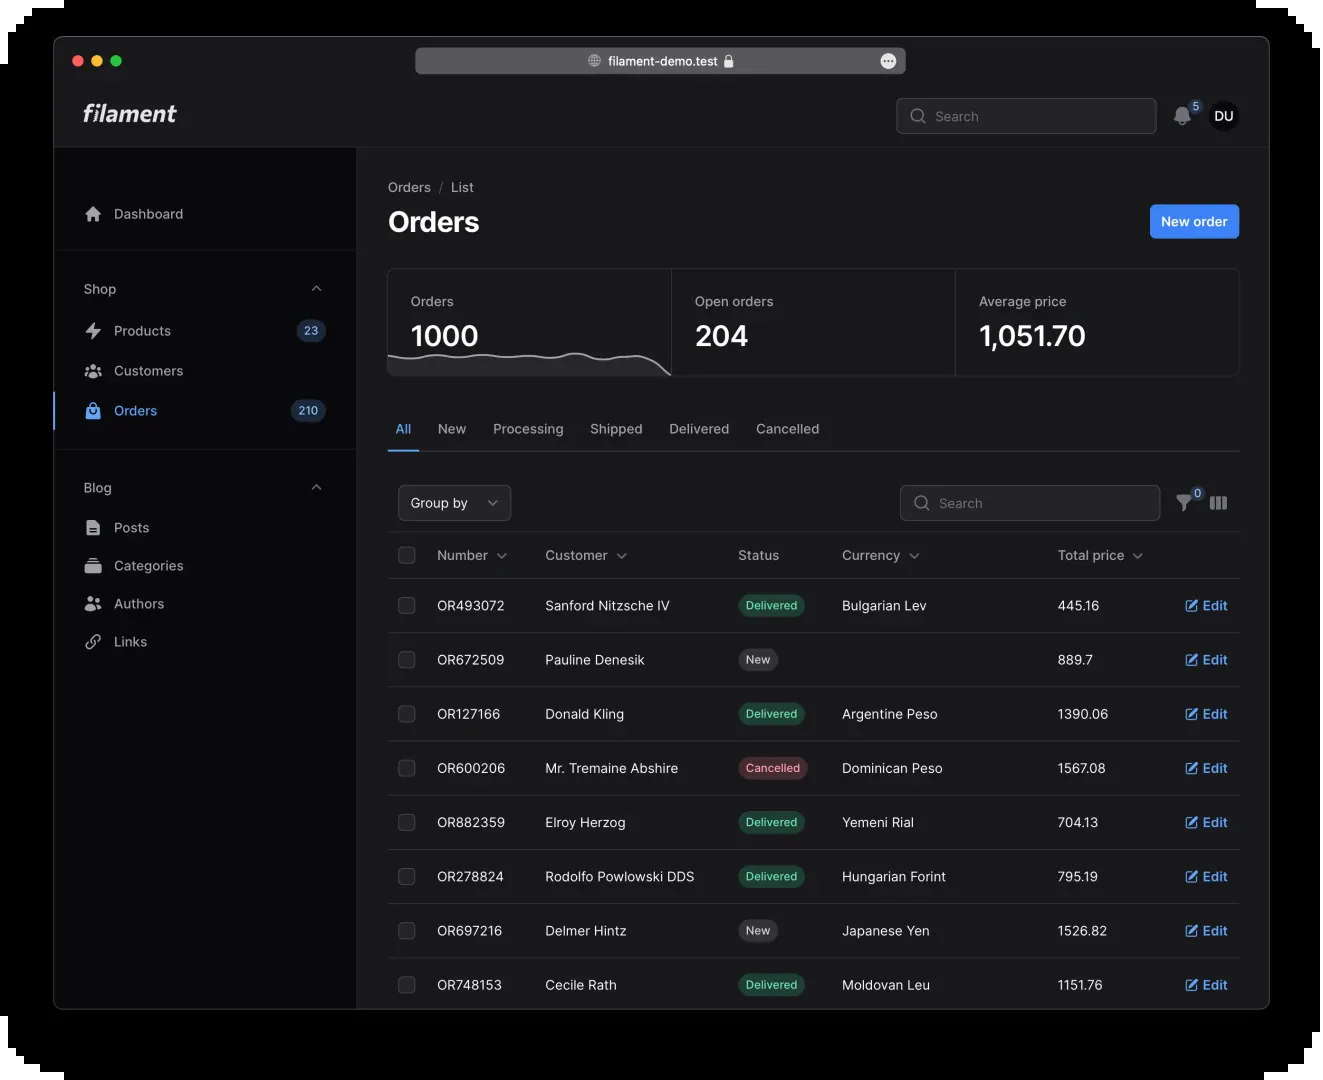 filament-demo.test
filament
Search
5
DU
Dashboard
Shop
Products 23
Customers
Orders 210
Blog
Posts
Categories
Authors
Links
Orders / List
Orders
New order
Orders
1000
Open orders
204
Average price
1,051.70
All New Processing Shipped Delivered Cancelled
Group by
Search
0
Number Customer Status Currency Total price
OR493072 Sanford Nitzsche IV Delivered Bulgarian Lev 445.16 Edit
OR672509 Pauline Denesik New 889.7 Edit
OR127166 Donald Kling Delivered Argentine Peso 1390.06 Edit
OR600206 Mr. Tremaine Abshire Cancelled Dominican Peso 1567.08 Edit
OR882359 Elroy Herzog Delivered Yemeni Rial 704.13 Edit
OR278824 Rodolfo Powlowski DDS Delivered Hungarian Forint 795.19 Edit
OR697216 Delmer Hintz New Japanese Yen 1526.82 Edit
OR748153 Cecile Rath Delivered Moldovan Leu 1151.76 Edit